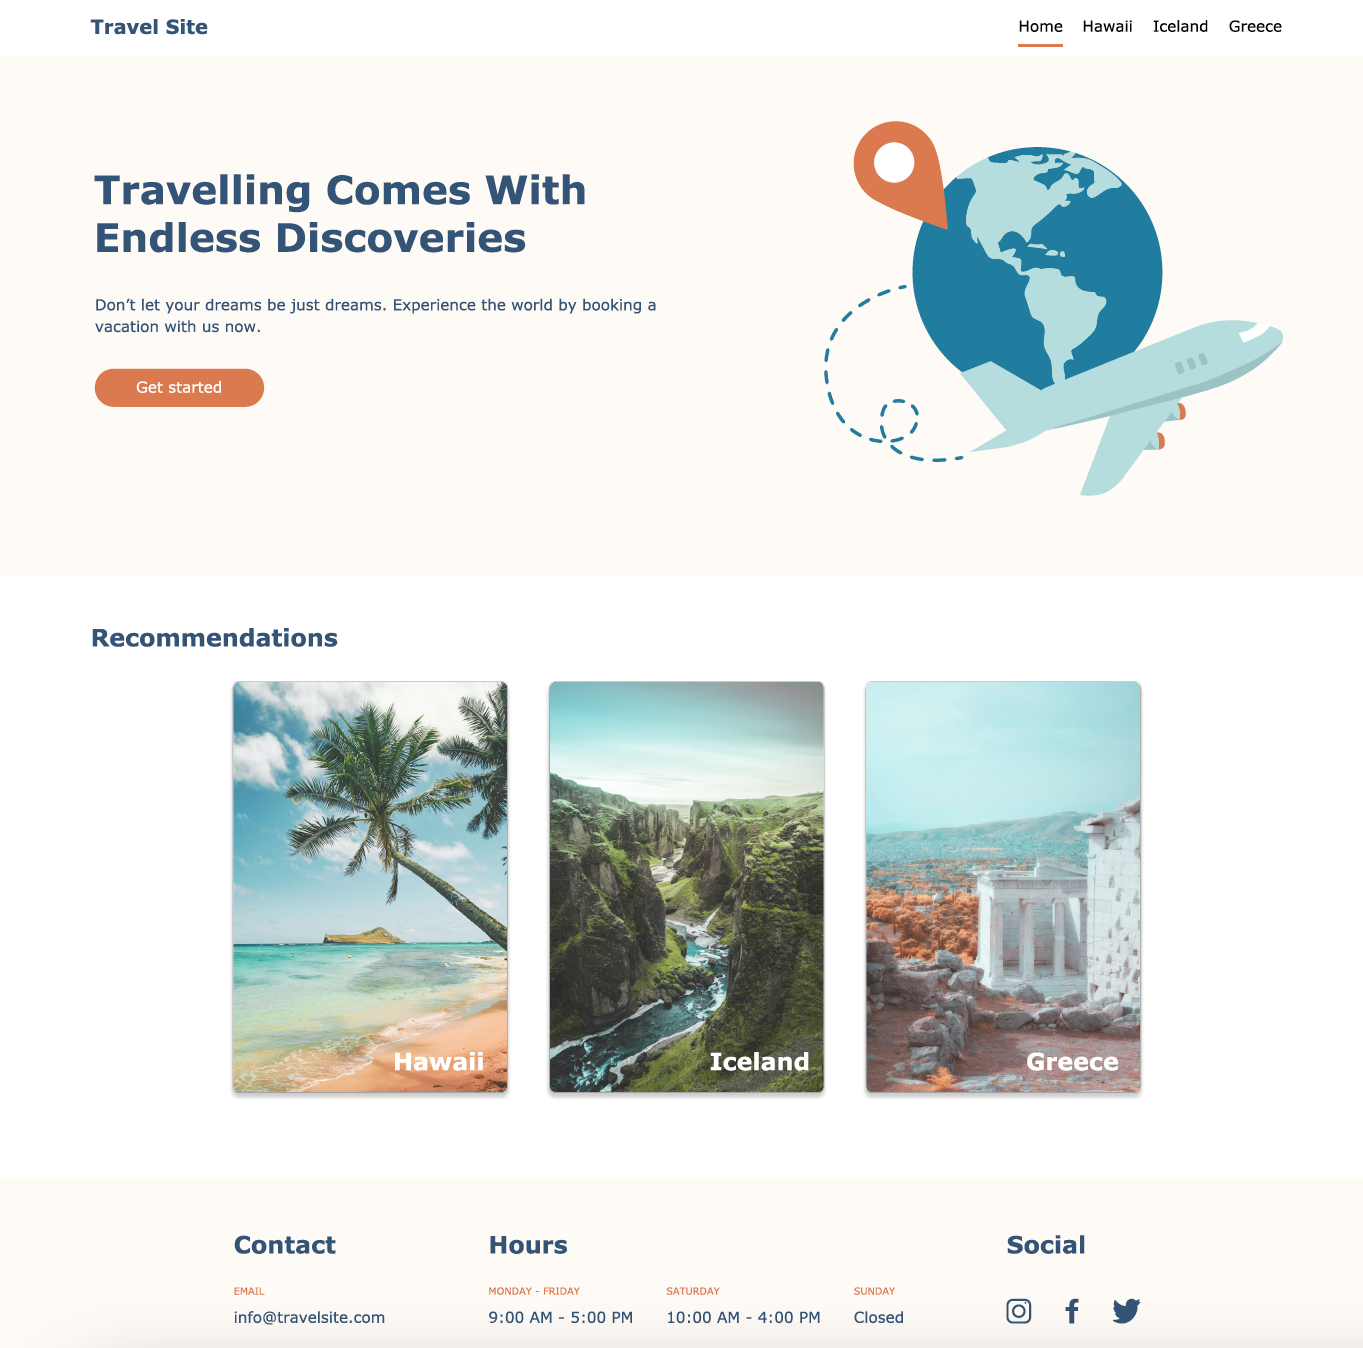 Travel Site
Home Hawaii Iceland Greece
Travelling Comes With
Endless Discoveries
Don’t let your dreams be just dreams. Experience the world by booking a
vacation with us now.
Get started
Recommendations
Hawaii
Iceland
Greece
Contact
EMAIL
info@travelsite.com
Hours
MONDAY - FRIDAY
9:00 AM - 5:00 PM
SATURDAY
10:00 AM - 4:00 PM
SUNDAY
Closed
Social